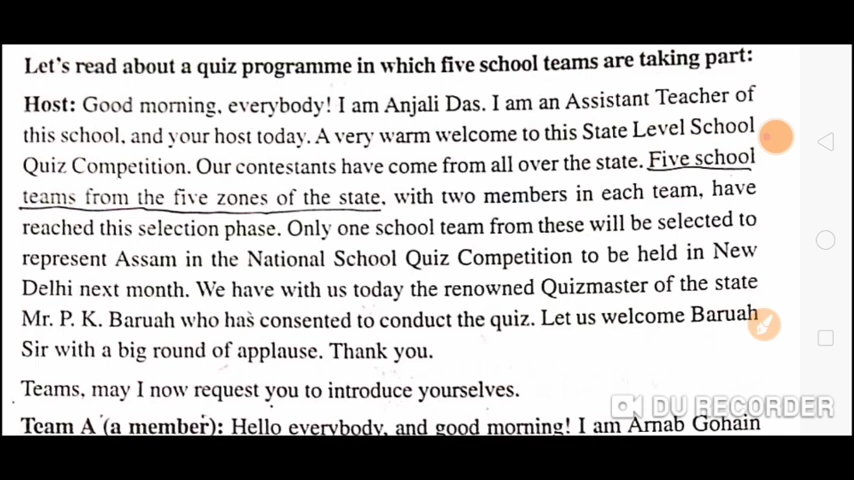 Let's read about a quiz programme in which five school teams are taking part:
Host: Good morning, everybody! I am Anjali Das. I am an Assistant Teacher of
this school, and your host today. A very warm welcome to this State Level School
Quiz Competition. Our contestants have come from all over the state. Five school
teams from the five zones of the state, with two members in each team, have
reached this selection phase. Only one school team from these will be selected to
represent Assam in the National School Quiz Competition to be held in New
Delhi next month. We have with us today the renowned Quizmaster of the state
Mr. P. K. Baruah who has consented to conduct the quiz. Let us welcome Baruah
Sir with a big round of applause. Thank you.
Teams, may I now request you to introduce yourselves.
DU RECORDER
Team A (a member): Hello everybody, and good morning! I am Arnab Gohain